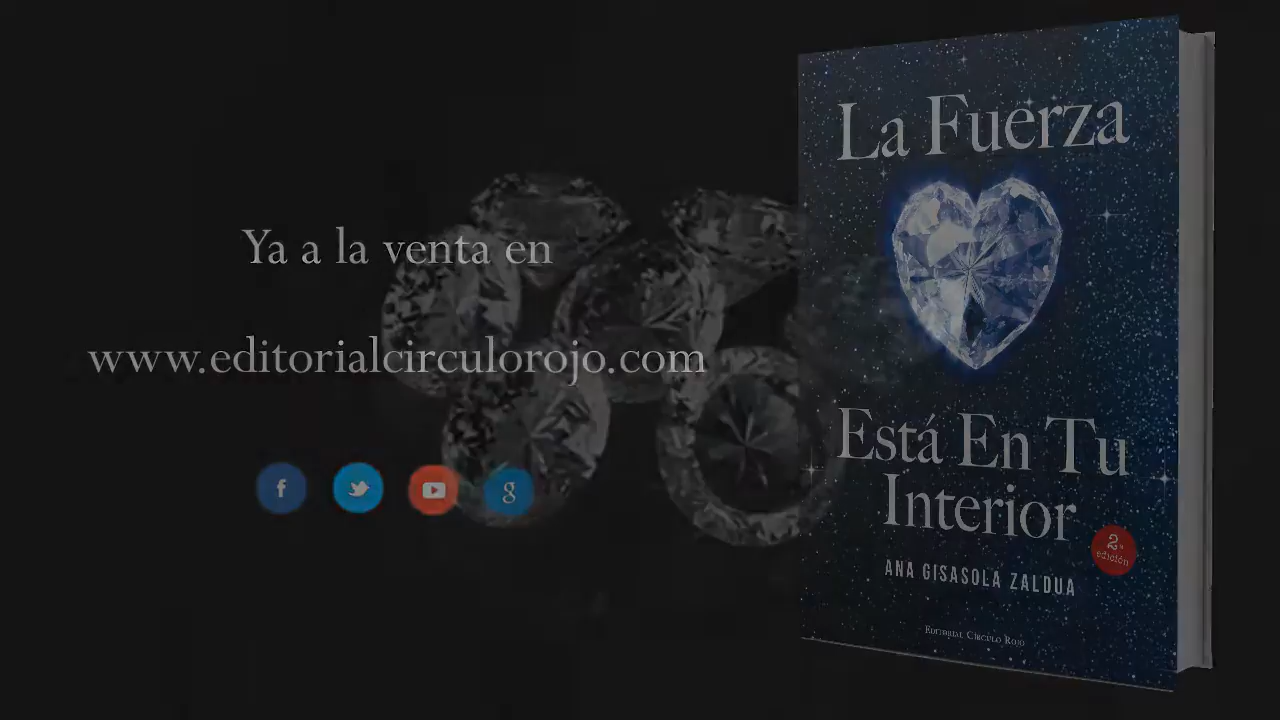 Ya a la venta en
www.editorialcirculorojo.com
f
g
La Fuerza
Está En Tu
Interior
2ª
edición
ANA GISASOLA ZALDUA
EDITORIAL CÍRCULO ROJO